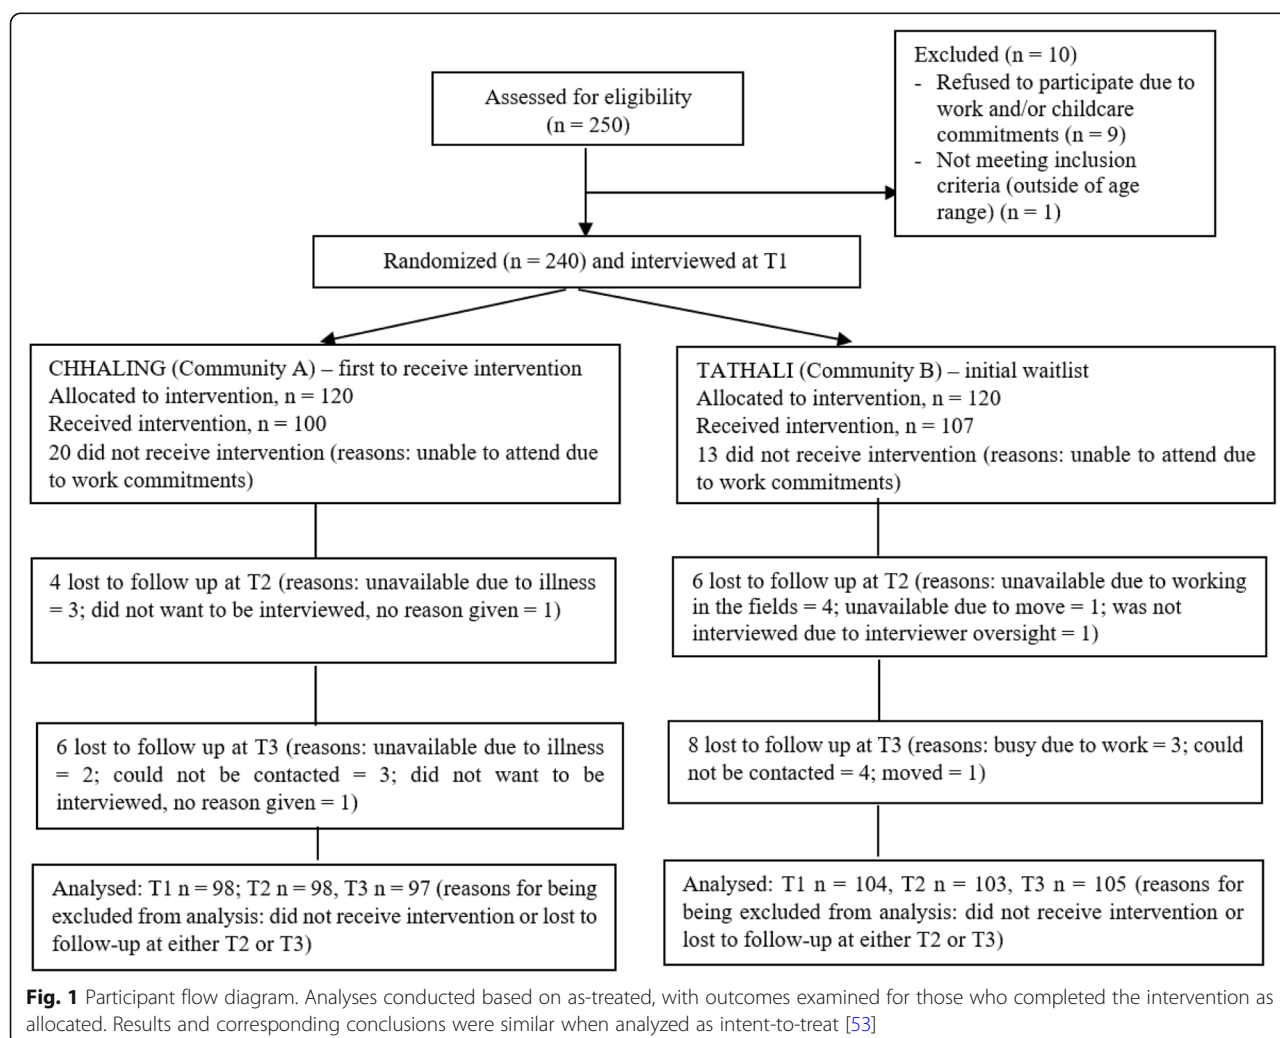 Assessed for eligibility
(n = 250)
Excluded (n = 10)
- Refused to participate due to
work and/or childcare
commitments (n = 9)
- Not meeting inclusion
criteria (outside of age
range) (n = 1)
Randomized (n = 240) and interviewed at T1
CHHALING (Community A) – first to receive intervention
Allocated to intervention, n = 120
Received intervention, n = 100
20 did not receive intervention (reasons: unable to attend due
to work commitments)
TATHALI (Community B) – initial waitlist
Allocated to intervention, n = 120
Received intervention, n = 107
13 did not receive intervention (reasons: unable to attend due
to work commitments)
4 lost to follow up at T2 (reasons: unavailable due to illness
= 3; did not want to be interviewed, no reason given = 1)
6 lost to follow up at T2 (reasons: unavailable due to working
in the fields = 4; unavailable due to move = 1; was not
interviewed due to interviewer oversight = 1)
6 lost to follow up at T3 (reasons: unavailable due to illness
= 2; could not be contacted = 3; did not want to be
interviewed, no reason given = 1)
8 lost to follow up at T3 (reasons: busy due to work = 3; could
not be contacted = 4; moved = 1)
Analysed: T1 n = 98; T2 n = 98, T3 n = 97 (reasons for being
excluded from analysis: did not receive intervention or lost to
follow-up at either T2 or T3)
Analysed: T1 n = 104, T2 n = 103, T3 n = 105 (reasons for
being excluded from analysis: did not receive intervention or
lost to follow-up at either T2 or T3)
Fig. 1 Participant flow diagram. Analyses conducted based on as-treated, with outcomes examined for those who completed the intervention as
allocated. Results and corresponding conclusions were similar when analyzed as intent-to-treat [53]